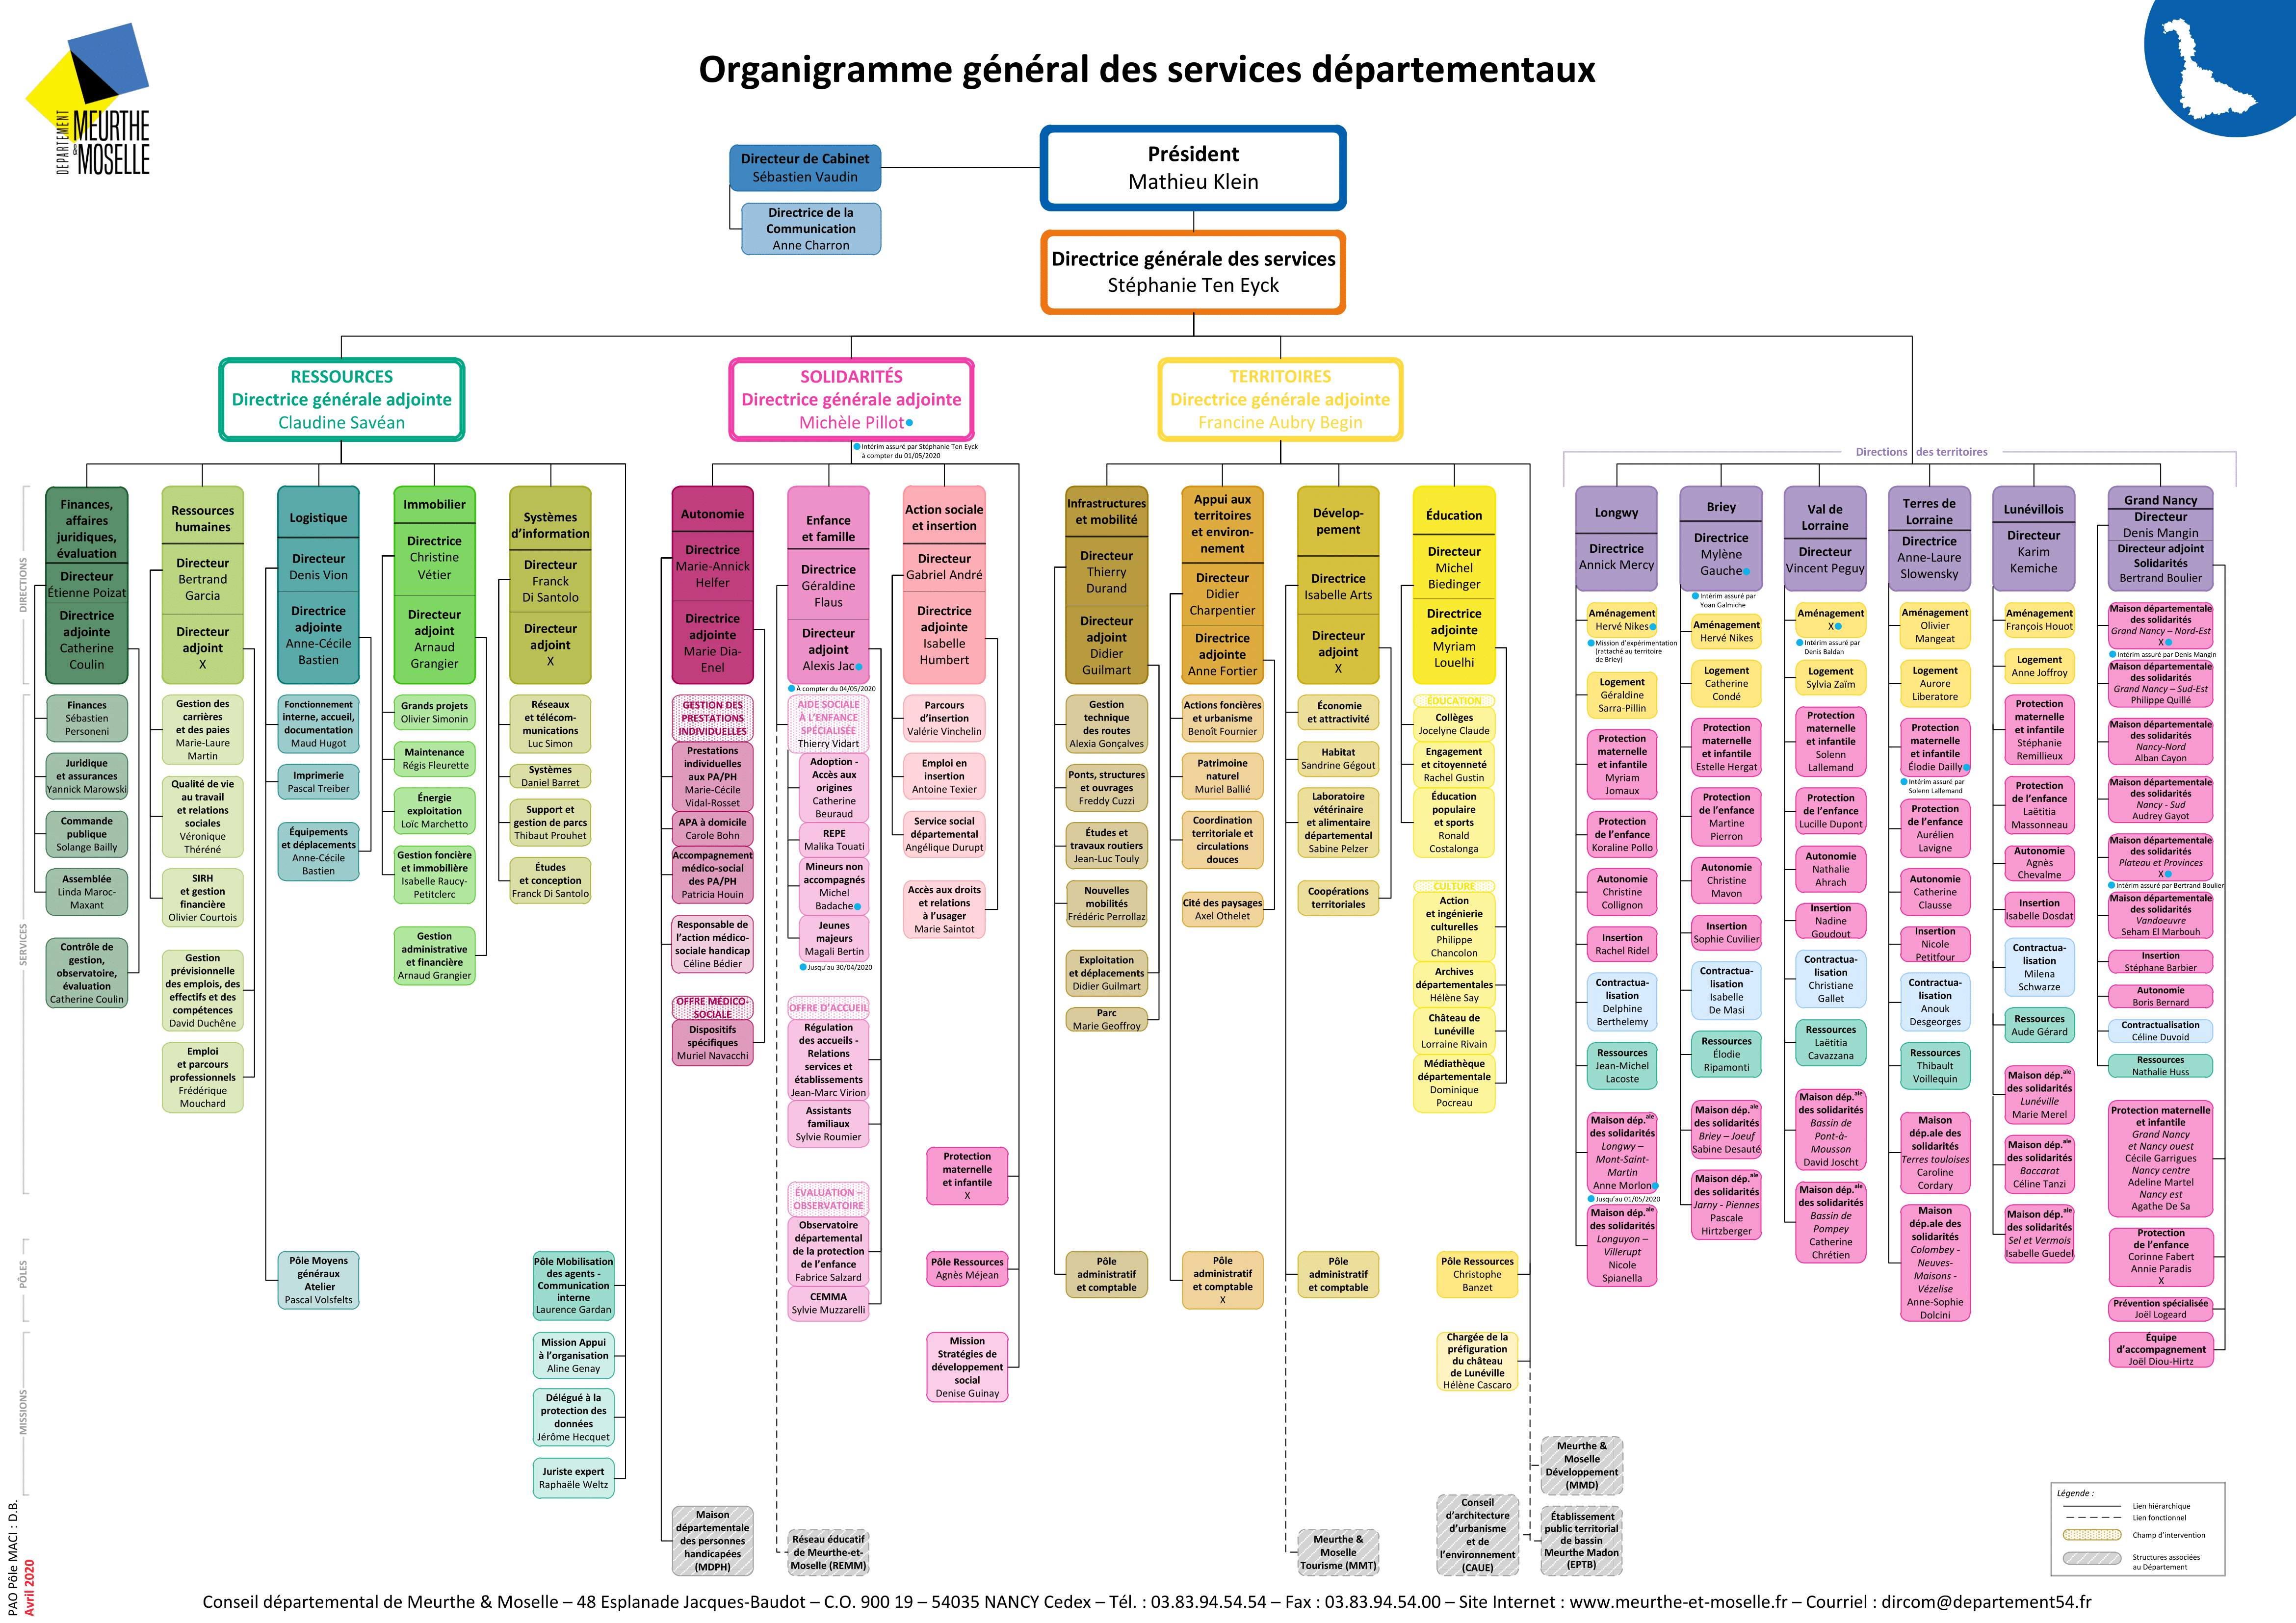 Organigramme général des services départementaux
DEPARTEMENT
MEURTHE
&
MOSELLE
Président
Mathieu Klein
Directeur de Cabinet
Sébastien Vaudin
Directrice de la
Communication
Anne Charron
Directrice générale des services
Stéphanie Ten Eyck
RESSOURCES
Directrice générale adjointe
Claudine Savéan
SOLIDARITÉS
Directrice générale adjointe
Michèle Pillot
Intérim assuré par Stéphanie Ten Eyck
à compter du 01/05/2020
TERRITOIRES
Directrice générale adjointe
Francine Aubry Begin
Directions des territoires
DIRECTIONS
SERVICES
PÔLES
MISSIONS
Finances,
affaires
juridiques,
évaluation
Directeur
Étienne Poizat
Directrice
adjointe
Catherine
Coulin
Finances
Sébastien
Personeni
Juridique
et assurances
Yannick Marowski
Commande
publique
Solange Bailly
Assemblée
Linda Maroc-
Maxant
Contrôle de
gestion,
observatoire,
évaluation
Catherine Coulin
Ressources
humaines
Directeur
Bertrand
Garcia
Directeur
adjoint
X
Gestion des
carrières
et des paies
Marie-Laure
Martin
Qualité de vie
au travail
et relations
sociales
Véronique
Théréné
SIRH
et gestion
financière
Olivier Courtois
Gestion
prévisionnelle
des emplois, des
effectifs et des
compétences
David Duchêne
Emploi
et parcours
professionnels
Frédérique
Mouchard
Logistique
Directeur
Denis Vion
Directrice
adjointe
Anne-Cécile
Bastien
Fonctionnement
interne, accueil,
documentation
Maud Hugot
Imprimerie
Pascal Treiber
Équipements
et déplacements
Anne-Cécile
Bastien
Pôle Moyens
généraux
Atelier
Pascal Volsfelts
Immobilier
Directrice
Christine
Vétier
Directeur
adjoint
Arnaud
Grangier
Grands projets
Olivier Simonin
Maintenance
Régis Fleurette
Énergie
exploitation
Loïc Marchetto
Gestion foncière
et immobilière
Isabelle Raucy-
Petitclerc
Gestion
administrative
et financière
Arnaud Grangier
Systèmes
d'information
Directeur
Franck
Di Santolo
Directeur
adjoint
X
Réseaux
et télécom-
munications
Luc Simon
Systèmes
Daniel Barret
Support et
gestion de parcs
Thibaut Prouhet
Études
et conception
Franck Di Santolo
Pôle Mobilisation
des agents -
Communication
interne
Laurence Gardan
Mission Appui
à l'organisation
Aline Genay
Délégué à la
protection des
données
Jérôme Hecquet
Juriste expert
Raphaële Weltz
Autonomie
Directrice
Marie-Annick
Helfer
Directrice
adjointe
Marie Dia-
Enel
GESTION DES
PRESTATIONS
INDIVIDUELLES
Prestations
individuelles
aux PA/PH
Marie-Cécile
Vidal-Rosset
APA à domicile
Carole Bohn
Accompagnement
médico-social
des PA/PH
Patricia Houin
Responsable de
l'action médico-
sociale handicap
Céline Bédier
OFFRE MÉDICO-
SOCIALE
Dispositifs
spécifiques
Muriel Navacchi
Maison
départementale
des personnes
handicapées
(MDPH)
Enfance
et famille
Directrice
Géraldine
Flaus
Directeur
adjoint
Alexis Jac
À compter du 04/05/2020
AIDE SOCIALE
À L'ENFANCE
SPÉCIALISÉE
Thierry Vidart
Adoption -
Accès aux
origines
Catherine
Beuraud
REPE
Malika Touati
Mineurs non
accompagnés
Michel
Badache
Jeunes
majeurs
Magali Bertin
Jusqu'au 30/04/2020
OFFRE D'ACCUEIL
Régulation
des accueils -
Relations
services et
établissements
Jean-Marc Virion
Assistants
familiaux
Sylvie Roumier
ÉVALUATION –
OBSERVATOIRE
Observatoire
départemental
de la protection
de l'enfance
Fabrice Salzard
CEMMA
Sylvie Muzzarelli
Réseau éducatif
de Meurthe-et-
Moselle (REMM)
Action sociale
et insertion
Directeur
Gabriel André
Directrice
adjointe
Isabelle
Humbert
Parcours
d'insertion
Valérie Vinchelin
Emploi en
insertion
Antoine Texier
Service social
départemental
Angélique Durupt
Accès aux droits
et relations
à l'usager
Marie Saintot
Protection
maternelle
et infantile
X
Pôle Ressources
Agnès Méjean
Mission
Stratégies de
développement
social
Denise Guinay
Infrastructures
et mobilité
Directeur
Thierry
Durand
Directeur
adjoint
Didier
Guilmart
Gestion
technique
des routes
Alexia Gonçalves
Ponts, structures
et ouvrages
Freddy Cuzzi
Études et
travaux routiers
Jean-Luc Touly
Nouvelles
mobilités
Frédéric Perrollaz
Exploitation
et déplacements
Didier Guilmart
Parc
Marie Geoffroy
Pôle
administratif
et comptable
Appui aux
territoires
et environ-
nement
Directeur
Didier
Charpentier
Directrice
adjointe
Anne Fortier
Actions foncières
et urbanisme
Benoît Fournier
Patrimoine
naturel
Muriel Ballié
Coordination
territoriale et
circulations
douces
Cité des paysages
Axel Othelet
Pôle
administratif
et comptable
X
Dévelop-
pement
Directrice
Isabelle Arts
Directeur
adjoint
X
Économie
et attractivité
Habitat
Sandrine Gégout
Laboratoire
vétérinaire
et alimentaire
départemental
Sabine Pelzer
Coopérations
territoriales
Pôle
administratif
et comptable
Meurthe &
Moselle
Tourisme (MMT)
Éducation
Directeur
Michel
Biedinger
Directrice
adjointe
Myriam
Louelhi
ÉDUCATION
Collèges
Jocelyne Claude
Engagement
et citoyenneté
Rachel Gustin
Éducation
populaire
et sports
Ronald
Costalonga
CULTURE
Action
et ingénierie
culturelles
Philippe
Chancolon
Archives
départementales
Hélène Say
Château de
Lunéville
Lorraine Rivain
Médiathèque
départementale
Dominique
Pocreau
Pôle Ressources
Christophe
Banzet
Chargée de la
préfiguration
du château
de Lunéville
Hélène Cascaro
Meurthe &
Moselle
Développement
(MMD)
Conseil
d'architecture
d'urbanisme
et de
l'environnement
(CAUE)
Établissement
public territorial
de bassin
Meurthe Madon
(EPTB)
Longwy
Directrice
Annick Mercy
Aménagement
Hervé Nikes
Mission d'expérimentation
(rattaché au territoire
de Briey)
Logement
Géraldine
Sarra-Pillin
Protection
maternelle
et infantile
Myriam
Jomaux
Protection
de l'enfance
Koraline Pollo
Autonomie
Christine
Collignon
Insertion
Rachel Ridel
Contractua-
lisation
Delphine
Berthelemy
Ressources
Jean-Michel
Lacoste
Maison dép.ale
des solidarités
Longwy –
Mont-Saint-
Martin
Anne Morlon
Jusqu'au 01/05/2020
Maison dép.ale
des solidarités
Longuyon –
Villerupt
Nicole
Spianella
Briey
Directrice
Mylène
Gauche
Intérim assuré par
Yoan Galmiche
Aménagement
Hervé Nikes
Logement
Catherine
Condé
Protection
maternelle
et infantile
Estelle Hergat
Protection
de l'enfance
Martine
Pierron
Autonomie
Christine
Mavon
Insertion
Sophie Cuvilier
Contractua-
lisation
Isabelle
De Masi
Ressources
Élodie
Ripamonti
Maison dép.ale
des solidarités
Briey – Joeuf
Sabine Desauté
Maison dép.ale
des solidarités
Jarny - Piennes
Pascale
Hirtzberger
Val de
Lorraine
Directeur
Vincent Peguy
Aménagement
X
Intérim assuré par
Denis Baldan
Logement
Sylvia Zaïm
Protection
maternelle
et infantile
Solenn
Lallemand
Protection
de l'enfance
Lucille Dupont
Autonomie
Nathalie
Ahrach
Insertion
Nadine
Goudout
Contractua-
lisation
Christiane
Gallet
Ressources
Laëtitia
Cavazzana
Maison dép.ale
des solidarités
Bassin de
Pont-à-
Mousson
David Joscht
Maison dép.ale
des solidarités
Bassin de
Pompey
Catherine
Chrétien
Terres de
Lorraine
Directrice
Anne-Laure
Slowensky
Aménagement
Olivier
Mangeat
Logement
Aurore
Liberatore
Protection
maternelle
et infantile
Élodie Dailly
Intérim assuré par
Solenn Lallemand
Protection
de l'enfance
Aurélien
Lavigne
Autonomie
Catherine
Clausse
Insertion
Nicole
Petitfour
Contractua-
lisation
Anouk
Desgeorges
Ressources
Thibault
Voillequin
Maison
dép.ale des
solidarités
Terres touloises
Caroline
Cordary
Maison
dép.ale des
solidarités
Colombey -
Neuves-
Maisons -
Vézelise
Anne-Sophie
Dolcini
Lunévillois
Directeur
Karim
Kemiche
Aménagement
François Houot
Logement
Anne Joffroy
Protection
maternelle
et infantile
Stéphanie
Remillieux
Protection
de l'enfance
Laëtitia
Massonneau
Autonomie
Agnès
Chevalme
Insertion
Isabelle Dosdat
Contractua-
lisation
Milena
Schwarze
Ressources
Aude Gérard
Maison dép.ale
des solidarités
Lunéville
Marie Merel
Maison dép.ale
des solidarités
Baccarat
Céline Tanzi
Maison dép.ale
des solidarités
Sel et Vermois
Isabelle Guedel
Grand Nancy
Directeur
Denis Mangin
Directeur adjoint
Solidarités
Bertrand Boulier
Maison départementale
des solidarités
Grand Nancy – Nord-Est
X
Intérim assuré par Denis Mangin
Maison départementale
des solidarités
Grand Nancy – Sud-Est
Philippe Quillé
Maison départementale
des solidarités
Nancy-Nord
Alban Cayon
Maison départementale
des solidarités
Nancy - Sud
Audrey Gayot
Maison départementale
des solidarités
Plateau et Provinces
X
Intérim assuré par Bertrand Boulier
Maison départementale
des solidarités
Vandoeuvre
Seham El Marbouh
Insertion
Stéphane Barbier
Autonomie
Boris Bernard
Contractualisation
Céline Duvoid
Ressources
Nathalie Huss
Protection maternelle
et infantile
Grand Nancy
et Nancy ouest
Cécile Garrigues
Nancy centre
Adeline Martel
Nancy est
Agathe De Sa
Protection
de l'enfance
Corinne Fabert
Annie Paradis
X
Prévention spécialisée
Joël Logeard
Équipe
d'accompagnement
Joël Diou-Hirtz
Légende :
Lien hiérarchique
Lien fonctionnel
Champ d'intervention
Structures associées
au Département
PAO Pôle MACI : D.B.
Avril 2020
Conseil départemental de Meurthe & Moselle – 48 Esplanade Jacques-Baudot – C.O. 900 19 – 54035 NANCY Cedex – Tél. : 03.83.94.54.54 – Fax : 03.83.94.54.00 – Site Internet : www.meurthe-et-moselle.fr – Courriel : dircom@departement54.fr